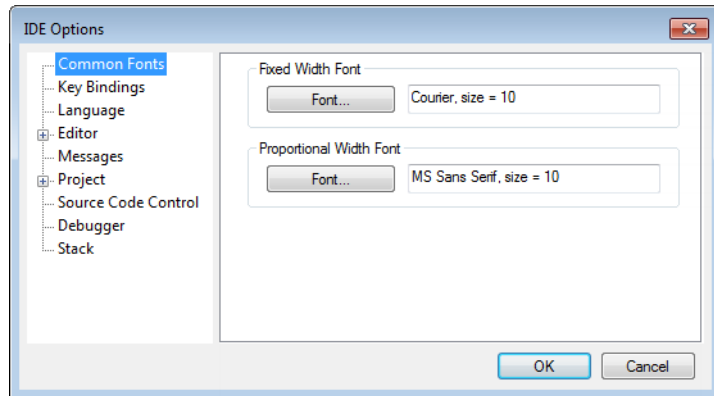 IDE Options
Common Fonts
Key Bindings
Language
Editor
Messages
Project
Source Code Control
Debugger
Stack
Fixed Width Font
Font...
Courier, size = 10
Proportional Width Font
Font...
MS Sans Serif, size = 10
OK
Cancel